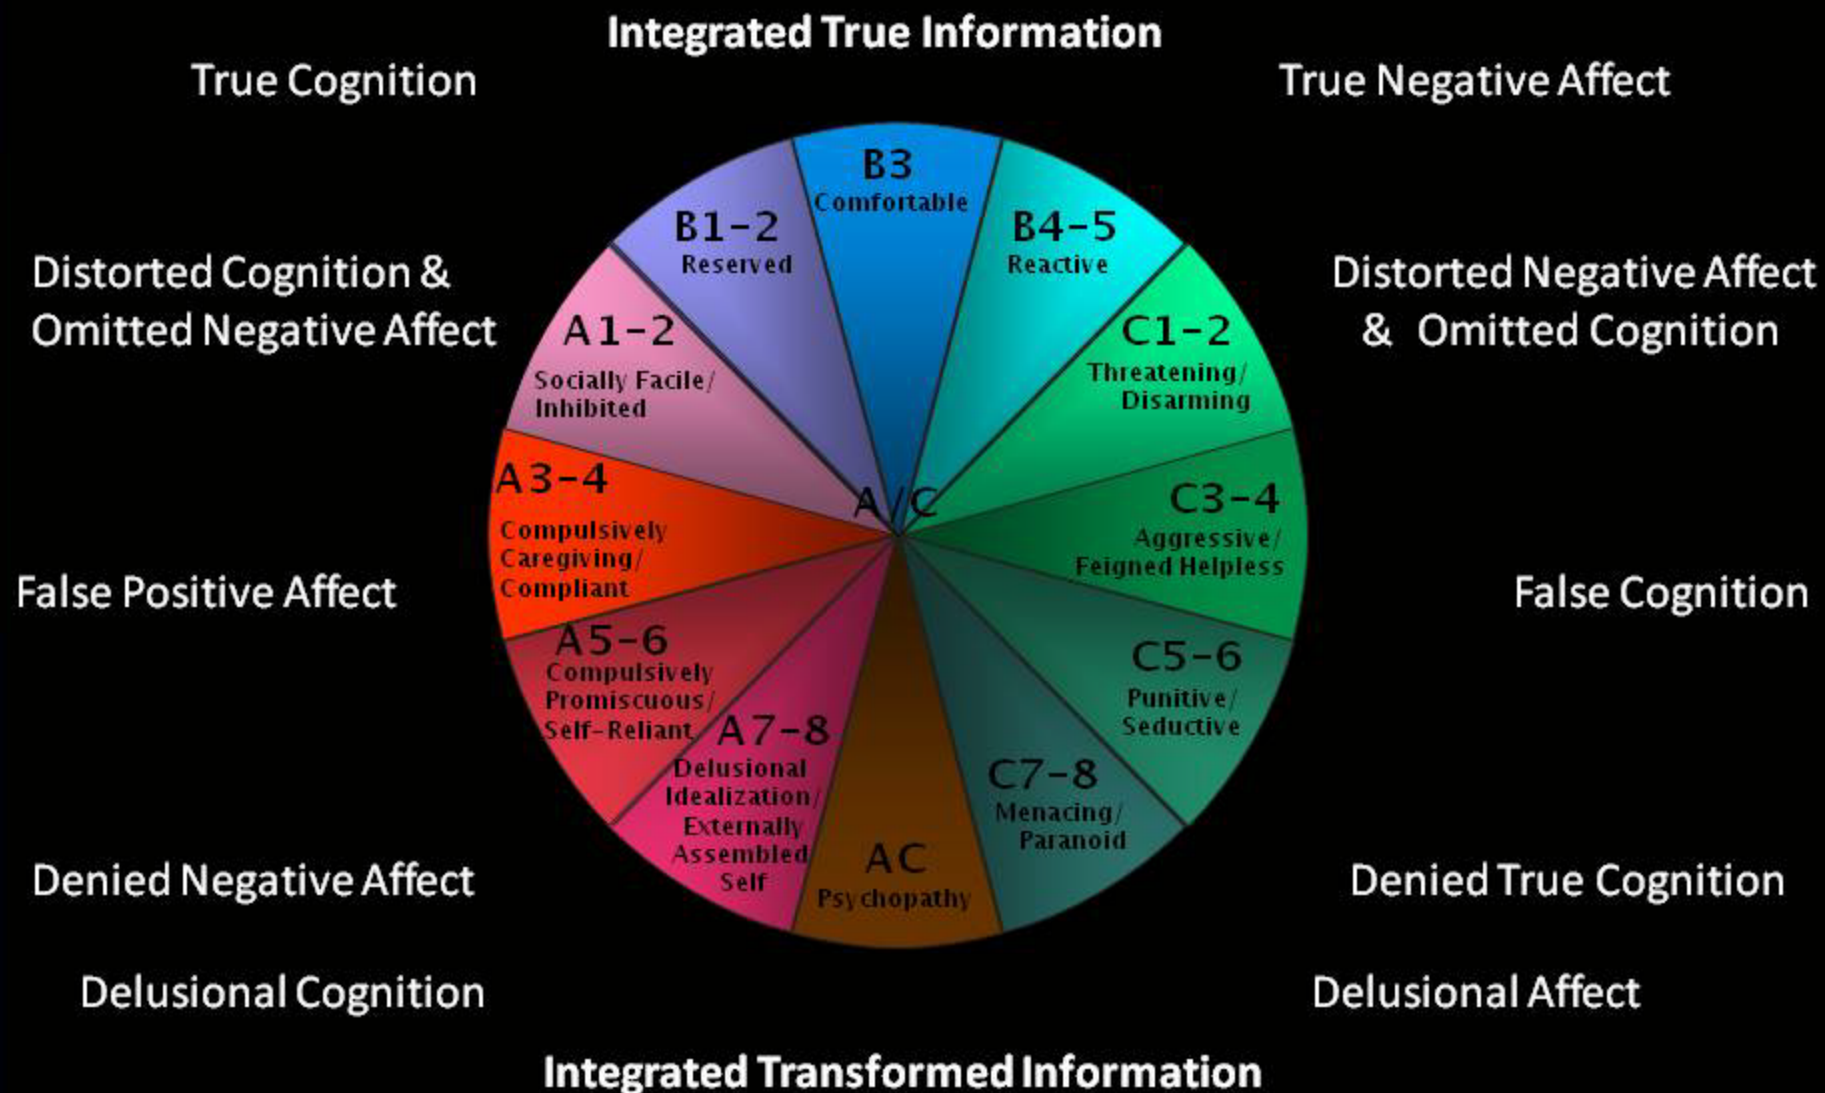 Integrated True Information
True Cognition
True Negative Affect
B3
Comfortable
B1-2
Reserved
B4-5
Reactive
Distorted Cognition &
Omitted Negative Affect
Distorted Negative Affect
& Omitted Cognition
A1-2
Socially Facile/
Inhibited
C1-2
Threatening/
Disarming
A3-4
Compulsively
Caregiving/
Compliant
A/C
C3-4
Aggressive/
Feigned Helpless
False Positive Affect
False Cognition
A5-6
Compulsively
Promiscuous/
Self-Reliant
C5-6
Punitive/
Seductive
A7-8
Delusional
Idealization/
Externally
Assembled
Self
C7-8
Menacing/
Paranoid
AC
Psychopathy
Denied Negative Affect
Denied True Cognition
Delusional Cognition
Delusional Affect
Integrated Transformed Information